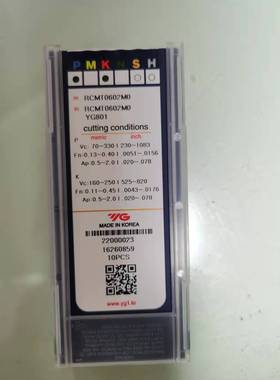 P M K N S H
RCMT0602M0
RCMT0602M0
YG801
cutting conditions
P metric inch
Vc: 70-330 | 230-1083
Fn:0.13-0.40 | .0051-.0156
Ap:0.5-2.0 | .020-.078
K
Vc:160-250 | 525-820
Fn:0.11-0.45 | .0043-.0176
Ap:0.5-2.0 | .020-.078
YG
MADE IN KOREA
22000023
16260859
10PCS
www.yg1.kr